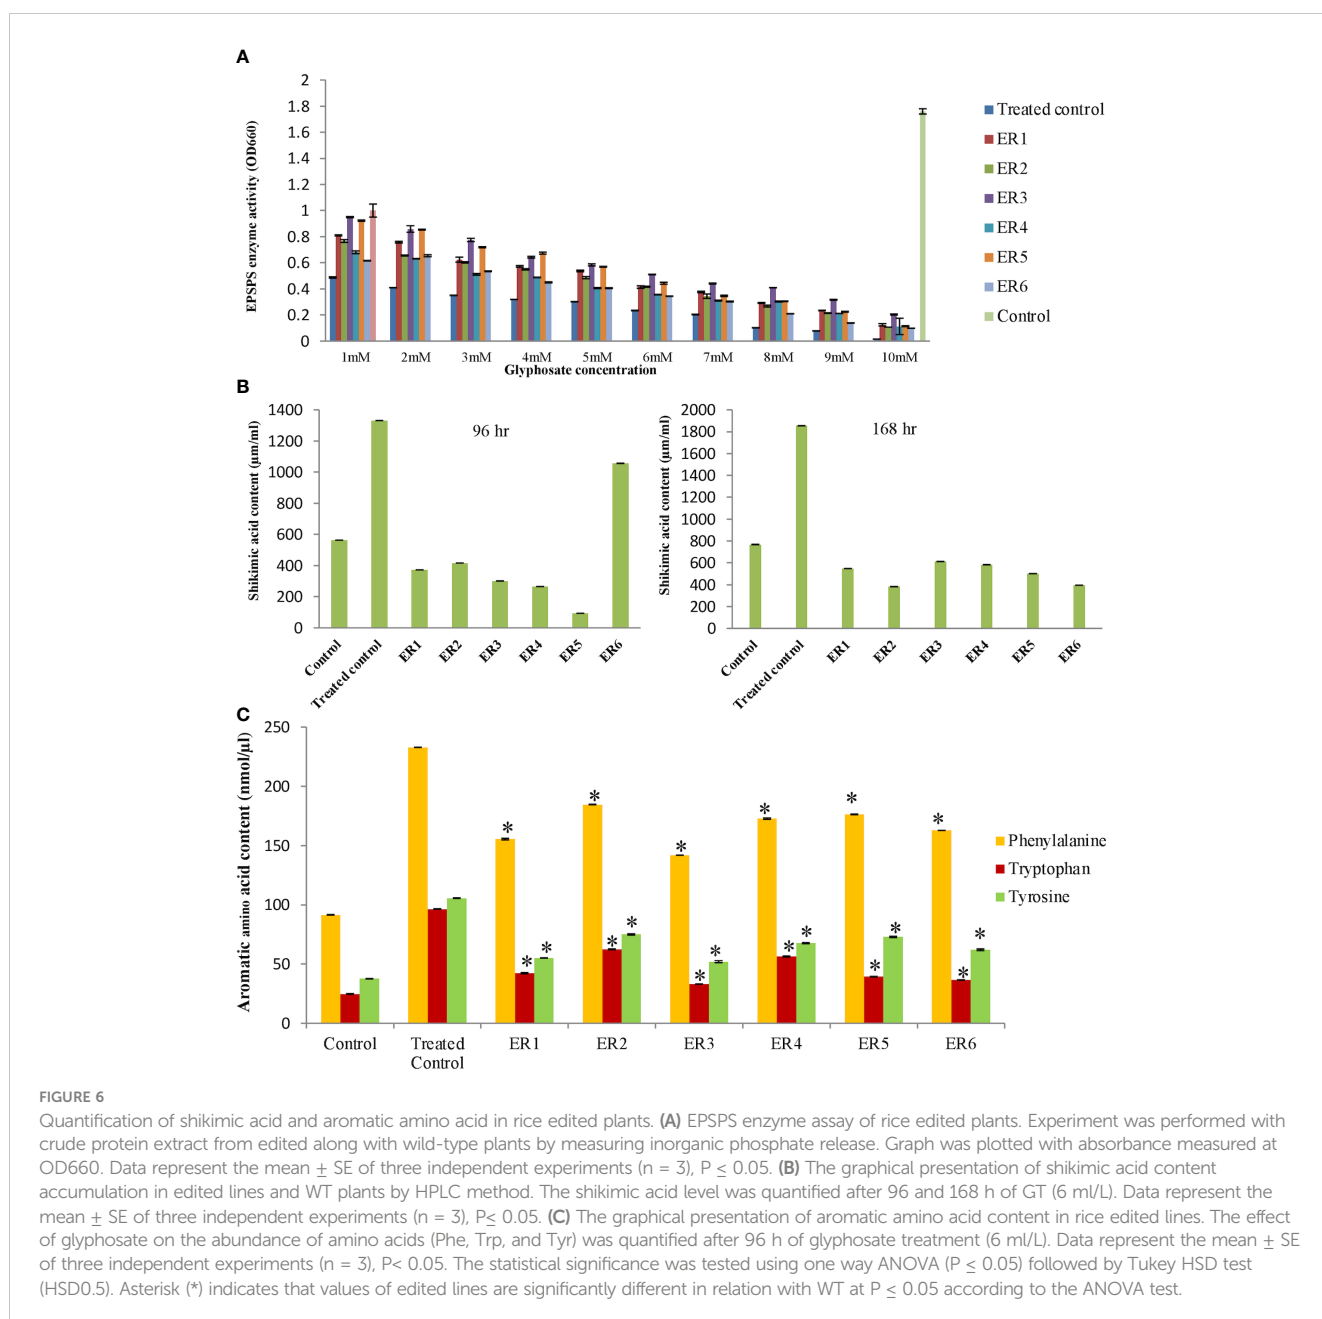 A
EPSPS enzyme activity (OD660)
2
1.8
1.6
1.4
1.2
1
0.8
0.6
0.4
0.2
0
1mM 2mM 3mM 4mM 5mM 6mM 7mM 8mM 9mM 10mM
Glyphosate concentration
Treated control
ER1
ER2
ER3
ER4
ER5
ER6
Control
B
Shikimic acid content (µm/ml)
1400
1200
1000
800
600
400
200
0
96 hr
Control Treated control ER1 ER2 ER3 ER4 ER5 ER6
Shikimic acid content (µm/ml)
2000
1800
1600
1400
1200
1000
800
600
400
200
0
168 hr
Control Treated control ER1 ER2 ER3 ER4 ER5 ER6
C
Aromatic amino acid content (nmol/µl)
250
200
150
100
50
0
* * * * * * * * * * * * * * * * * *
Control Treated Control ER1 ER2 ER3 ER4 ER5 ER6
Phenylalanine
Tryptophan
Tyrosine
FIGURE 6
Quantification of shikimic acid and aromatic amino acid in rice edited plants. (A) EPSPS enzyme assay of rice edited plants. Experiment was performed with
crude protein extract from edited along with wild-type plants by measuring inorganic phosphate release. Graph was plotted with absorbance measured at
OD660. Data represent the mean ± SE of three independent experiments (n = 3), P ≤ 0.05. (B) The graphical presentation of shikimic acid content
accumulation in edited lines and WT plants by HPLC method. The shikimic acid level was quantified after 96 and 168 h of GT (6 ml/L). Data represent the
mean ± SE of three independent experiments (n = 3), P≤ 0.05. (C) The graphical presentation of aromatic amino acid content in rice edited lines. The effect
of glyphosate on the abundance of amino acids (Phe, Trp, and Tyr) was quantified after 96 h of glyphosate treatment (6 ml/L). Data represent the mean ± SE
of three independent experiments (n = 3), P< 0.05. The statistical significance was tested using one way ANOVA (P ≤ 0.05) followed by Tukey HSD test
(HSD0.5). Asterisk (*) indicates that values of edited lines are significantly different in relation with WT at P ≤ 0.05 according to the ANOVA test.